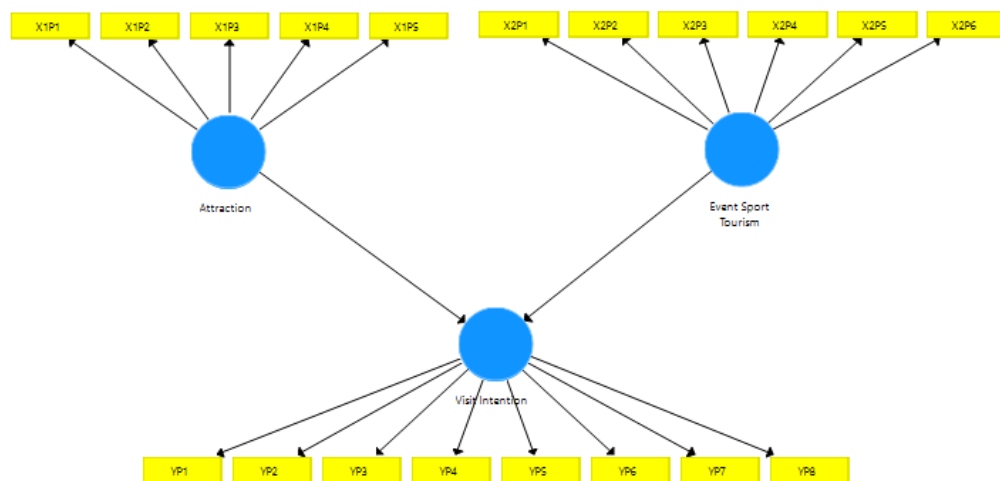 X1P1 X1P2 X1P3 X1P4 X1P5 X2P1 X2P2 X2P3 X2P4 X2P5 X2P6
Attraction
Event Sport
Tourism
Visit Intention
YP1 YP2 YP3 YP4 YP5 YP6 YP7 YP8